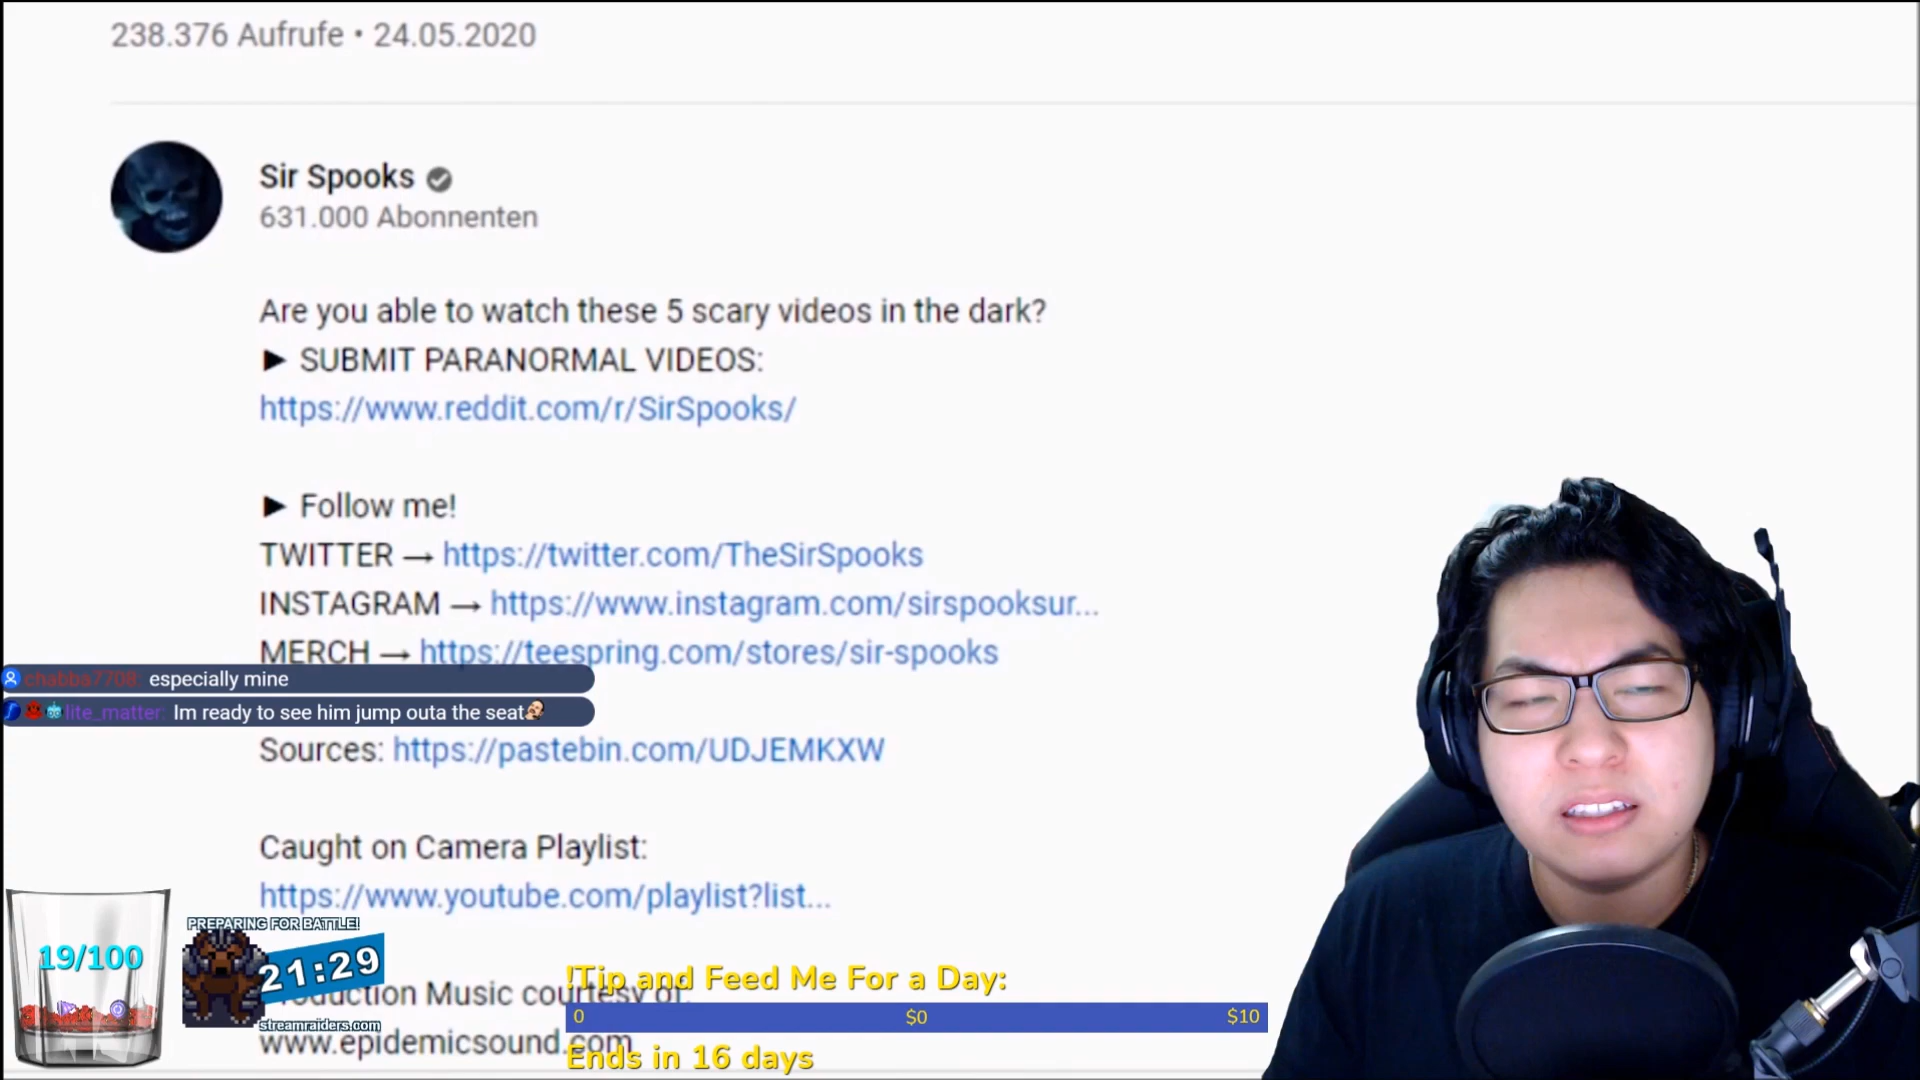 238.376 Aufrufe • 24.05.2020
Sir Spooks
631.000 Abonnenten
Are you able to watch these 5 scary videos in the dark?
► SUBMIT PARANORMAL VIDEOS:
https://www.reddit.com/r/SirSpooks/
► Follow me!
TWITTER → https://twitter.com/TheSirSpooks
INSTAGRAM → https://www.instagram.com/sirspooksur...
MERCH → https://teespring.com/stores/sir-spooks
chabba7708: especially mine
lite_matter: Im ready to see him jump outa the seat
Sources: https://pastebin.com/UDJEMKXW
Caught on Camera Playlist:
https://www.youtube.com/playlist?list...
PREPARING FOR BATTLE!
19/100
21:29
streamraiders.com
Music courtesy of
www.epidemicsound.com
!Tip and Feed Me For a Day:
0 $0 $10
Ends in 16 days